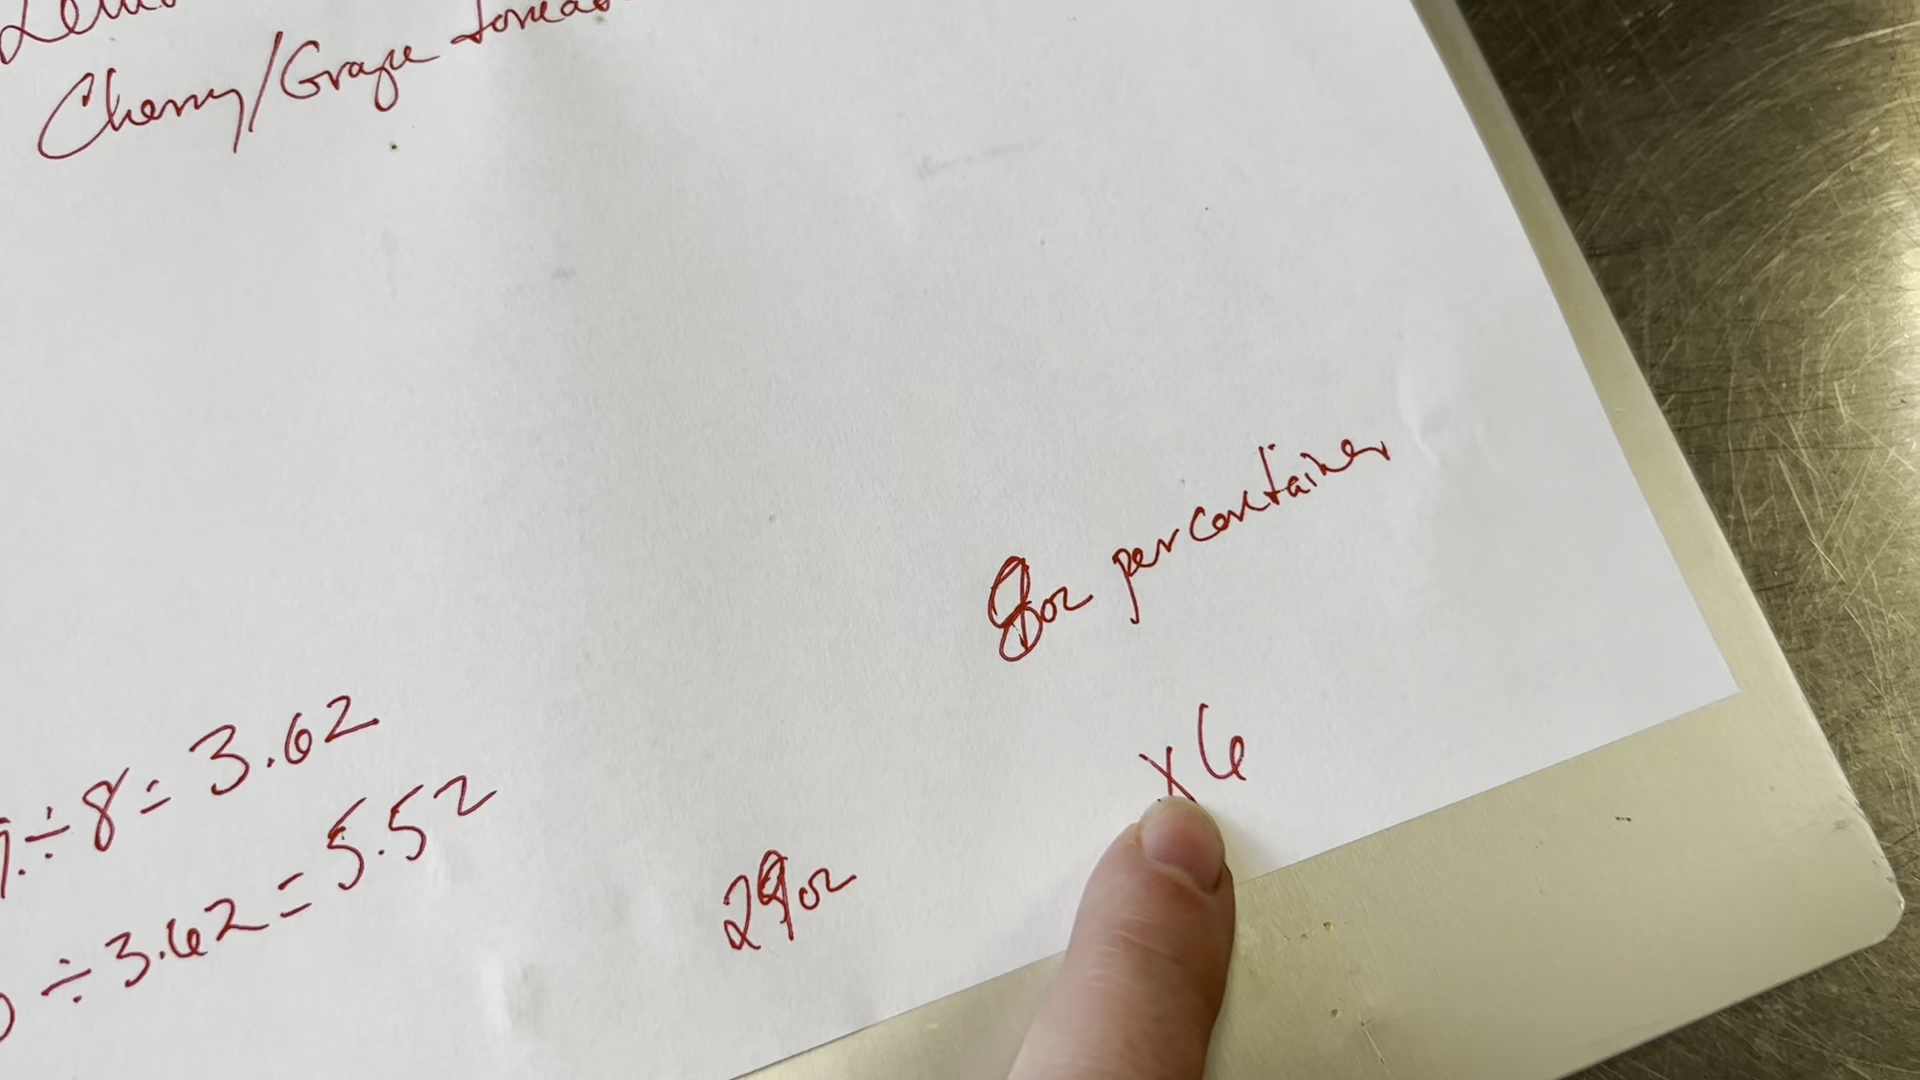 Cherry/Grape
8oz per container
x6
÷ 8 = 3.62
÷ 3.62 = 5.52
29oz